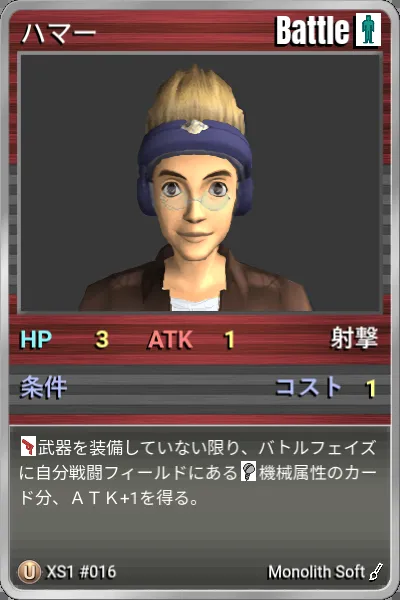 ハマー
Battle
HP 3 ATK 1 射撃
条件 コスト 1
武器を装備していない限り、バトルフェイズ
に自分戦闘フィールドにある機械属性のカー
ド分、ATK+1を得る。
U XS1 #016 Monolith Soft